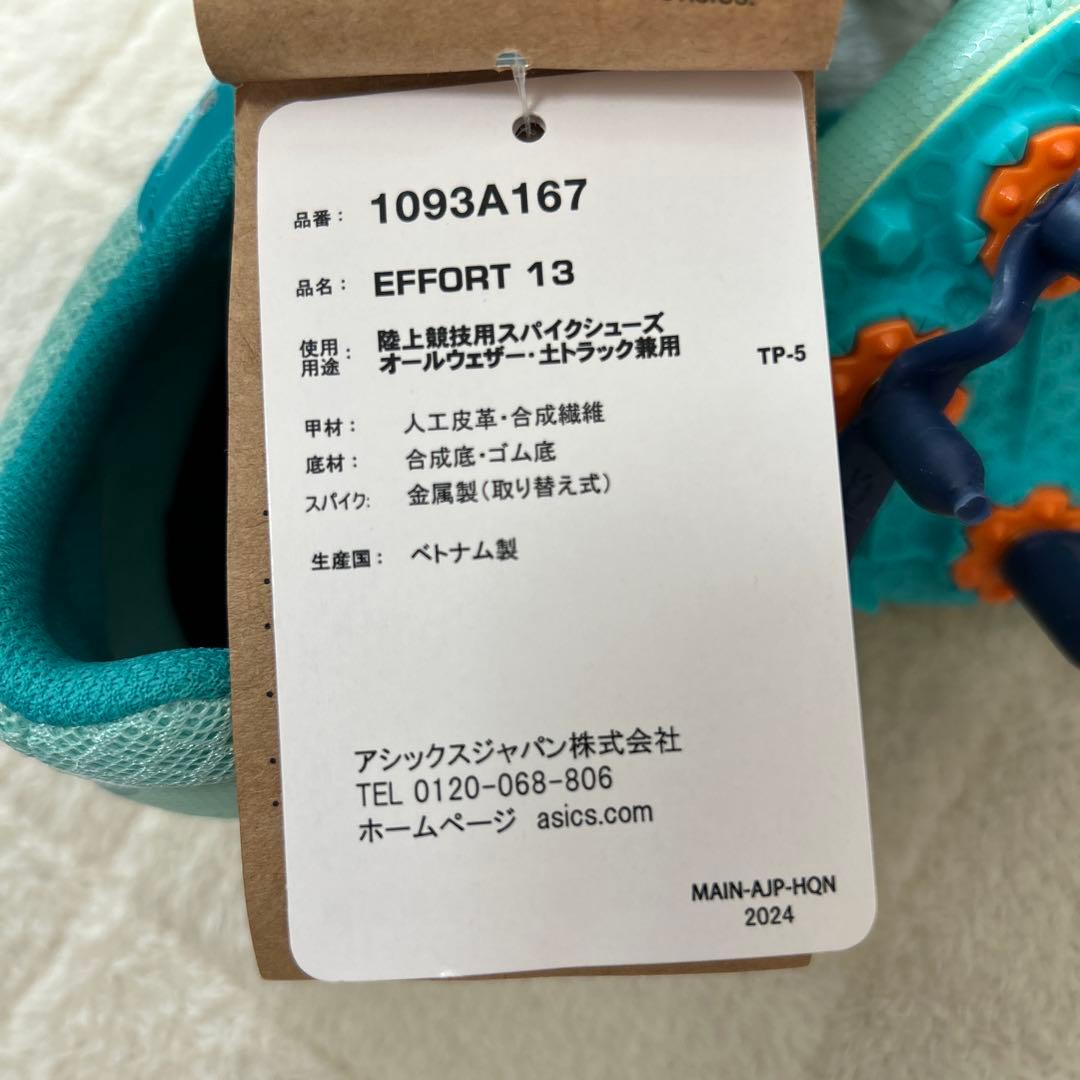 品番： 1093A167
品名： EFFORT 13
使用用途： 陸上競技用スパイクシューズ
オールウェザー・土トラック兼用
TP-5
甲材： 人工皮革・合成繊維
底材： 合成底・ゴム底
スパイク: 金属製（取り替え式）
生産国： ベトナム製
アシックスジャパン株式会社
TEL 0120-068-806
ホームページ asics.com
MAIN-AJP-HQN
2024